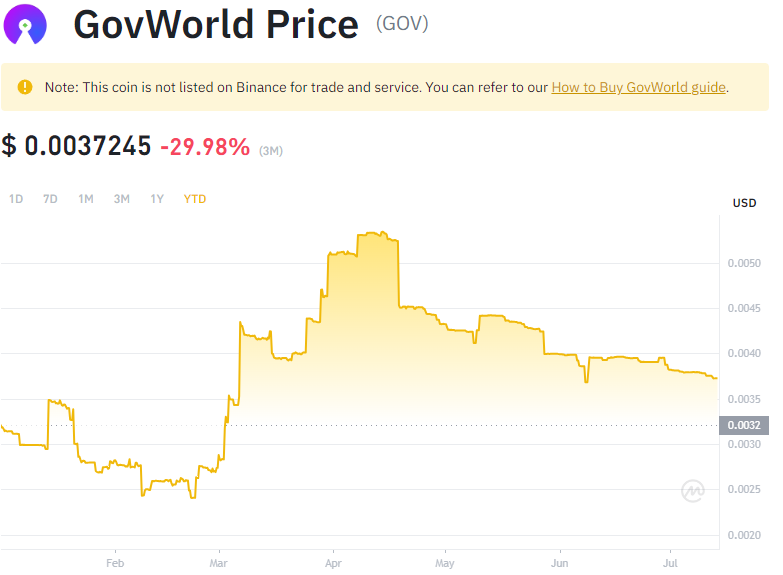 GovWorld Price (GOV)
Note: This coin is not listed on Binance for trade and service. You can refer to our How to Buy GovWorld guide.
$ 0.0037245 -29.98% (3M)
1D 7D 1M 3M 1Y YTD
USD
0.0050
0.0045
0.0040
0.0035
0.0032
0.0030
0.0025
0.0020
Feb Mar Apr May Jun Jul